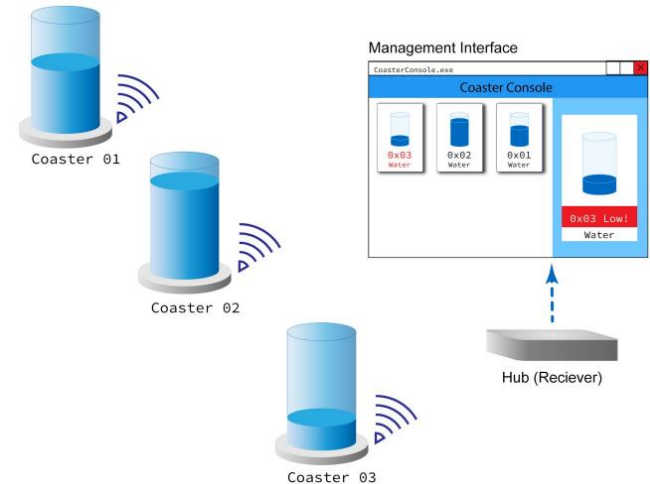 Management Interface
CoasterConsole.exe
X
Coaster Console
0x03
Water
0x02
Water
0x01
Water
0x03 Low!
Water
Coaster 01
Coaster 02
Hub (Reciever)
Coaster 03